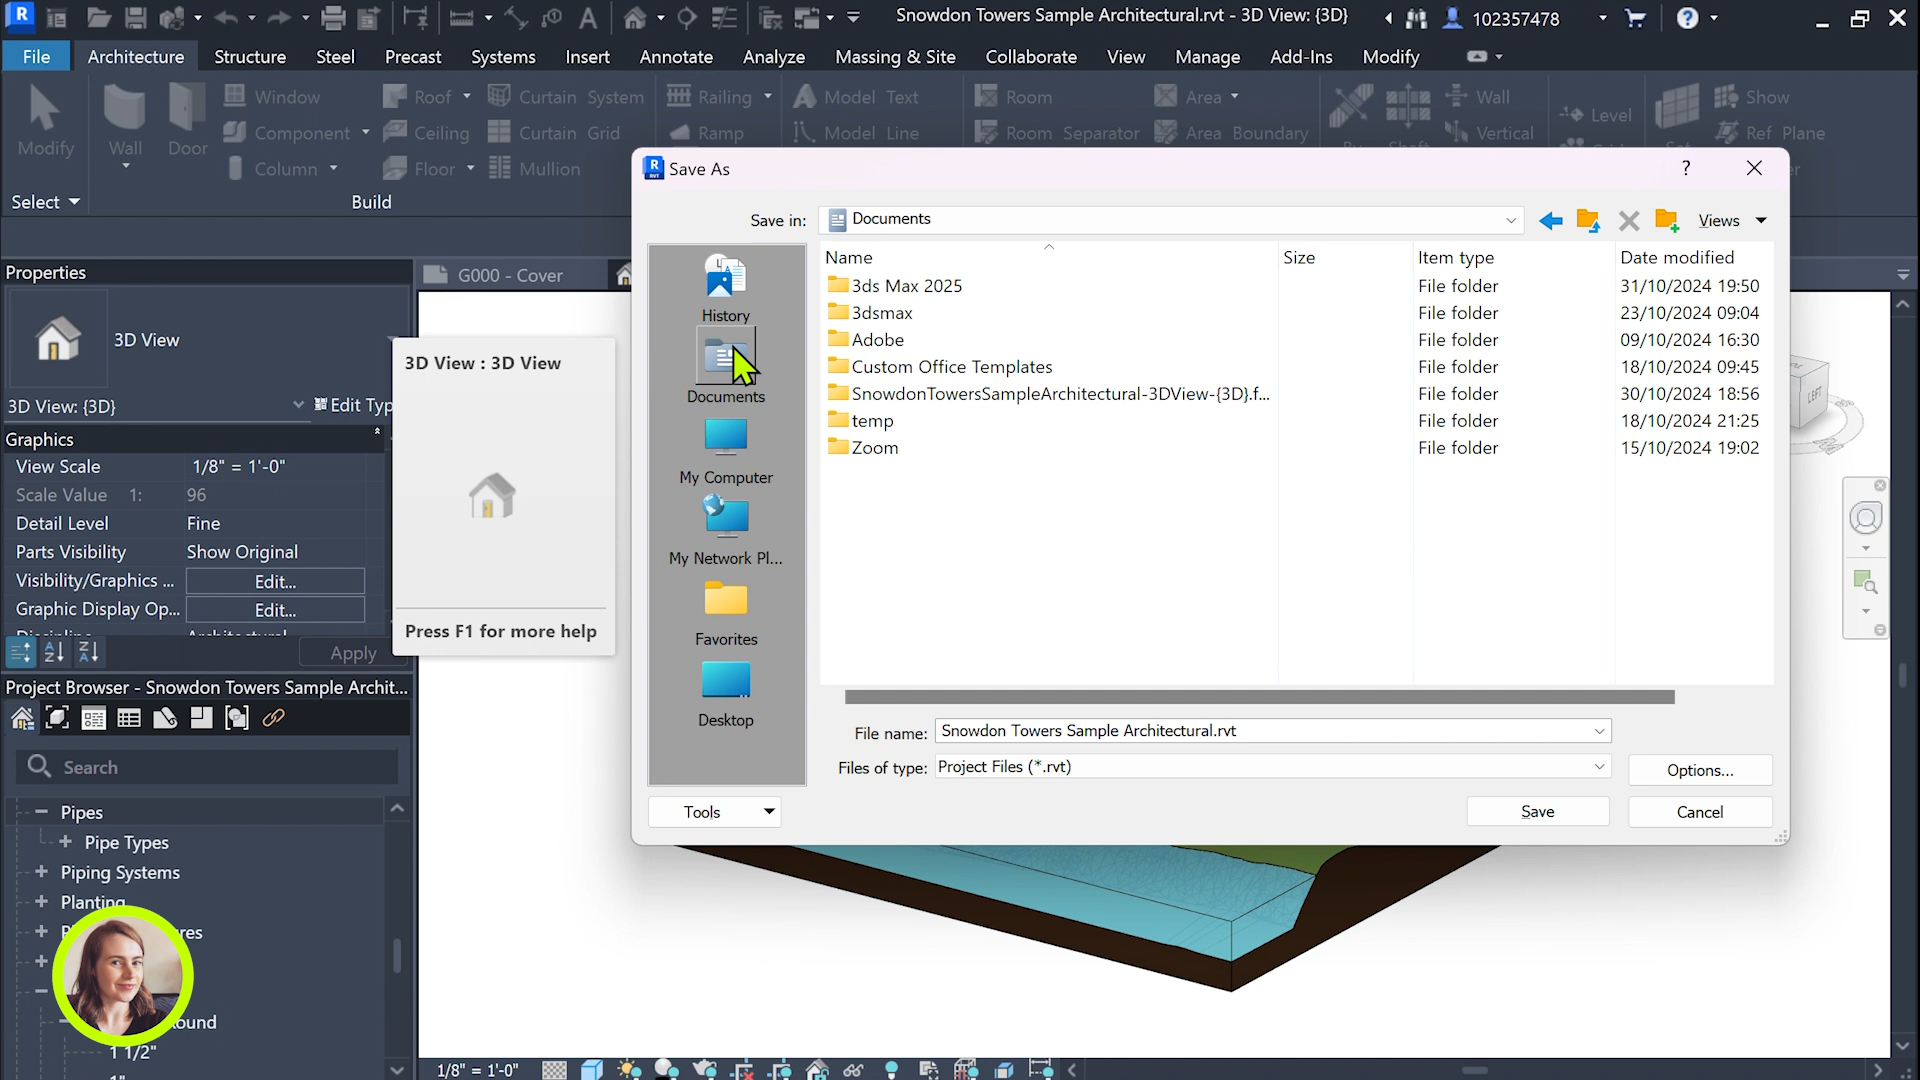 Snowdon Towers Sample Architectural.rvt - 3D View: {3D}
102357478
File Architecture Structure Steel Precast Systems Insert Annotate Analyze Massing & Site Collaborate View Manage Add-Ins Modify
Modify Wall Door Window Component Column Roof Ceiling Floor Curtain System Curtain Grid Mullion Railing Ramp Model Text Model Line Room Room Separator Area Area Boundary Wall Vertical Level Show Ref Plane
Select
Build
Save As
Save in: Documents Views
Name Size Item type Date modified
3ds Max 2025 File folder 31/10/2024 19:50
3dsmax File folder 23/10/2024 09:04
Adobe File folder 09/10/2024 16:30
Custom Office Templates File folder 18/10/2024 09:45
SnowdonTowersSampleArchitectural-3DView-{3D}.f... File folder 30/10/2024 18:56
temp File folder 18/10/2024 21:25
Zoom File folder 15/10/2024 19:02
History
Documents
My Computer
My Network Pl...
Favorites
Desktop
File name: Snowdon Towers Sample Architectural.rvt
Files of type: Project Files (*.rvt)
Options...
Tools Save Cancel
Properties
G000 - Cover
3D View
3D View: {3D} Edit Typ
3D View : 3D View
Press F1 for more help
Graphics
View Scale 1/8" = 1'-0"
Scale Value 1: 96
Detail Level Fine
Parts Visibility Show Original
Visibility/Graphics ... Edit...
Graphic Display Op... Edit...
Apply
Project Browser - Snowdon Towers Sample Archit...
Search
Pipes
Pipe Types
Piping Systems
Planting
res
ound
1 1/2"
1"
LEFT
1/8" = 1'-0"